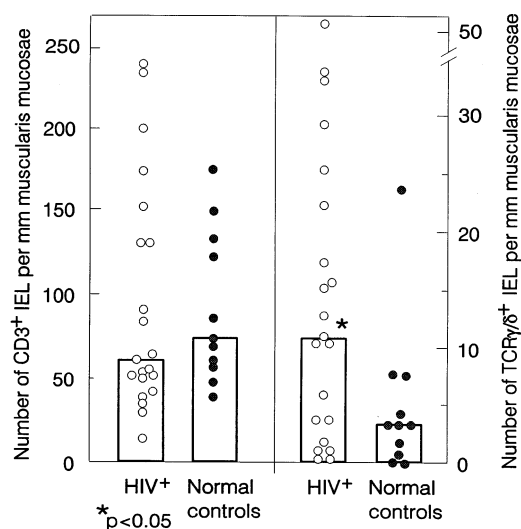 Number of CD3+ IEL per mm muscularis mucosae
250
200
150
100
50
0
HIV+
Normal
controls
*p<0.05
*
HIV+
Normal
controls
50
30
20
10
0
Number of TCRγ/δ+ IEL per mm muscularis mucosae